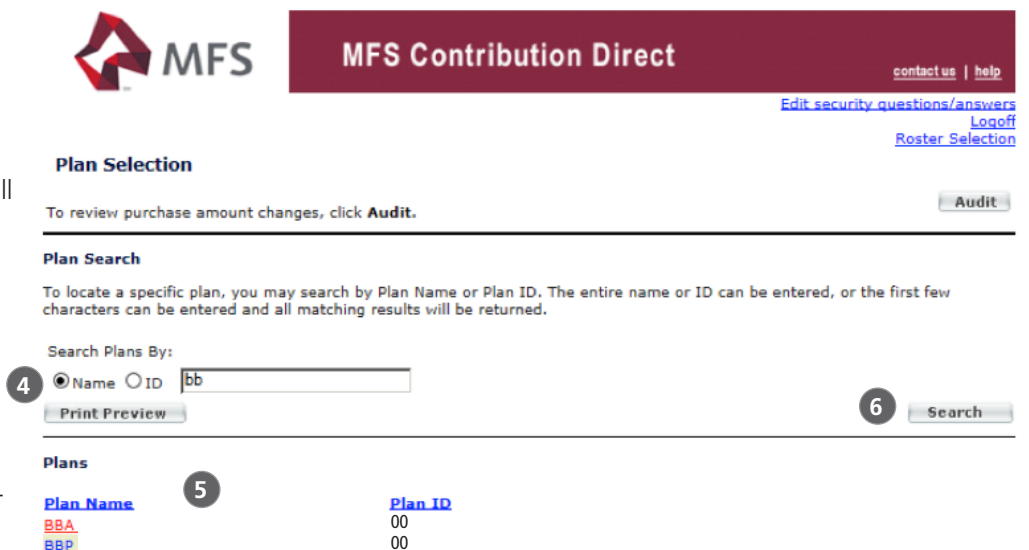 MFS
MFS Contribution Direct
contact us | help
Edit security questions/answers
Logoff
Roster Selection
Plan Selection
ll
To review purchase amount changes, click Audit.
Audit
Plan Search
To locate a specific plan, you may search by Plan Name or Plan ID. The entire name or ID can be entered, or the first few
characters can be entered and all matching results will be returned.
Search Plans By:
4 Name ID bb
Print Preview 6 Search
Plans
5
Plan Name Plan ID
BBA 00
BBP 00